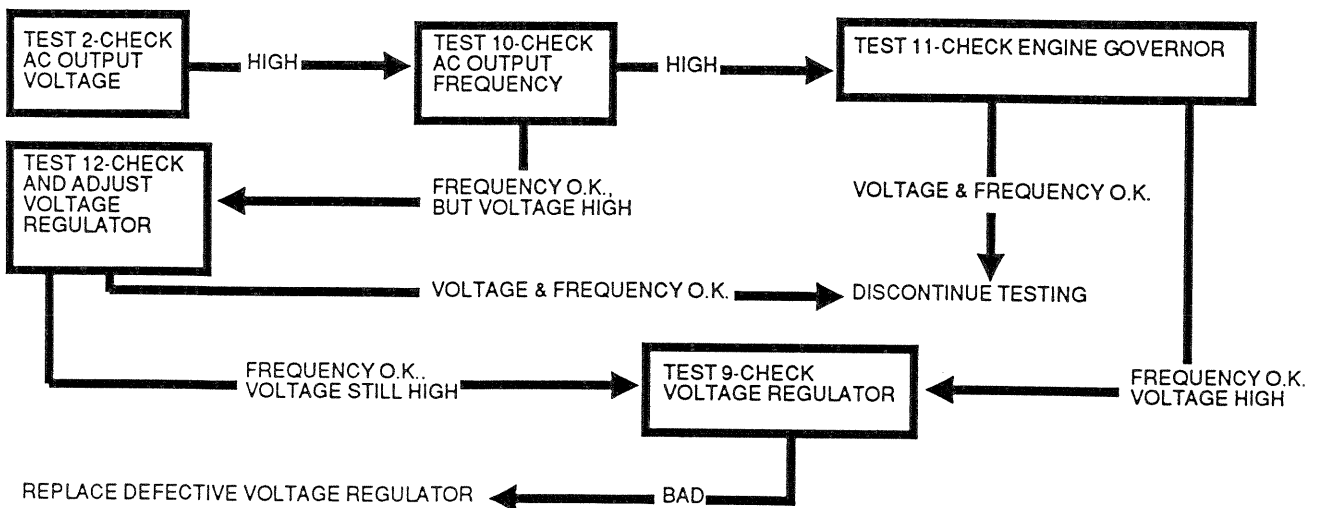 TEST 2-CHECK
AC OUTPUT
VOLTAGE
HIGH
TEST 10-CHECK
AC OUTPUT
FREQUENCY
HIGH
TEST 11-CHECK ENGINE GOVERNOR
TEST 12-CHECK
AND ADJUST
VOLTAGE
REGULATOR
FREQUENCY O.K.,
BUT VOLTAGE HIGH
VOLTAGE & FREQUENCY O.K.
VOLTAGE & FREQUENCY O.K.
DISCONTINUE TESTING
FREQUENCY O.K..
VOLTAGE STILL HIGH
TEST 9-CHECK
VOLTAGE REGULATOR
FREQUENCY O.K.
VOLTAGE HIGH
REPLACE DEFECTIVE VOLTAGE REGULATOR
BAD